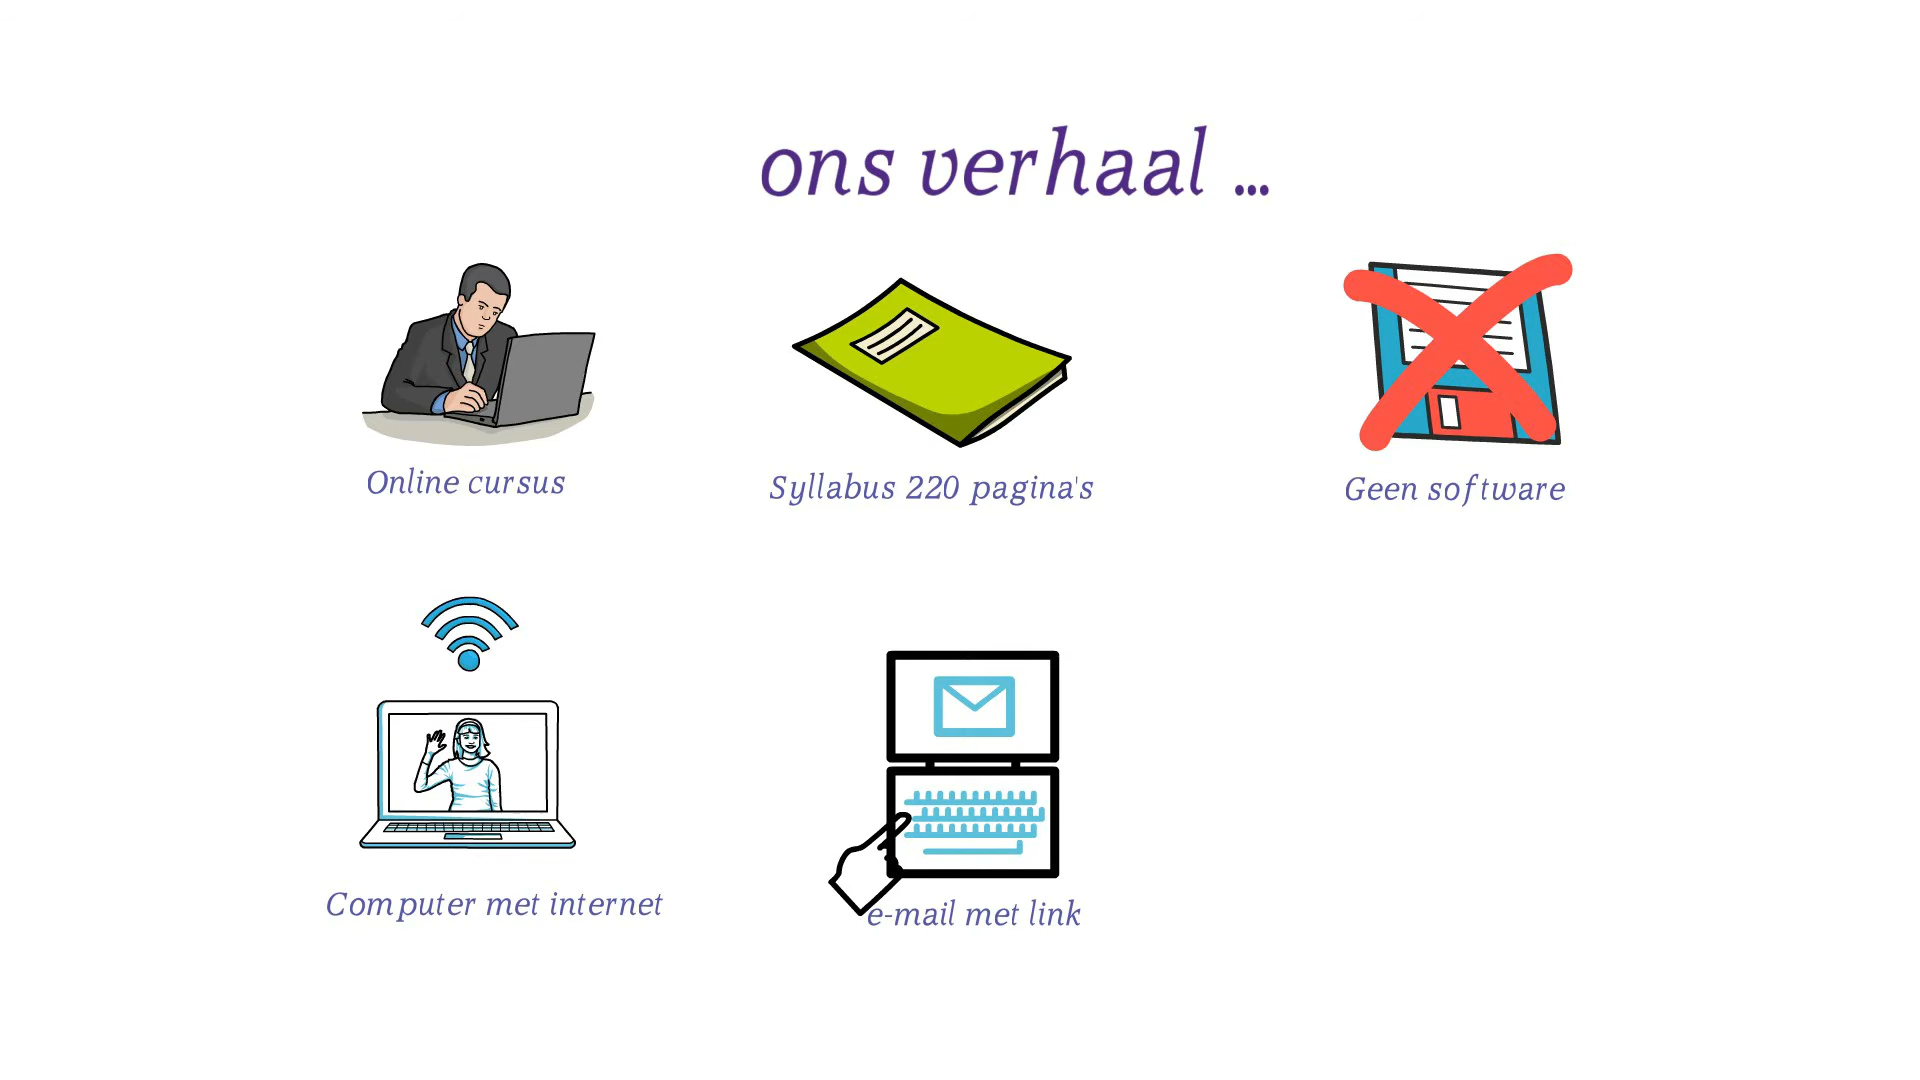 ons verhaal ...
Online cursus
Syllabus 220 pagina's
Geen software
Computer met internet
e-mail met link